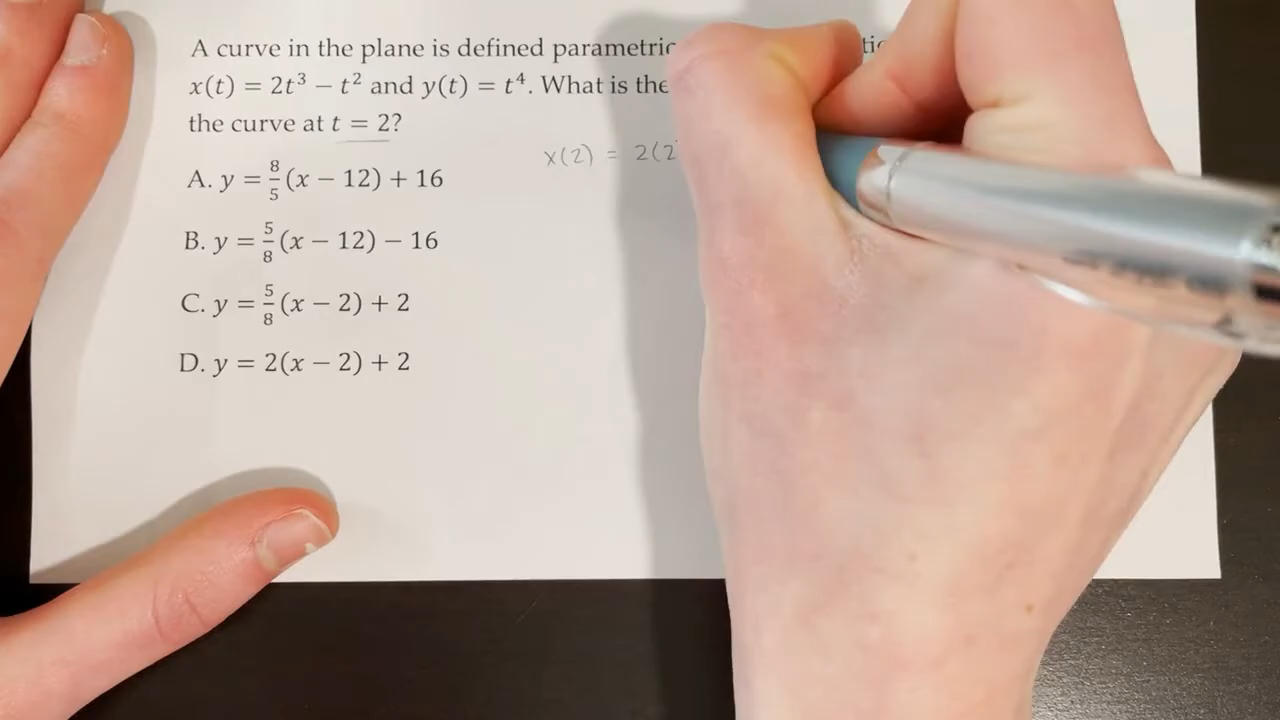 A curve in the plane is defined parametric
x(t) = 2t³ − t² and y(t) = t⁴. What is the
the curve at t = 2?
x(2) = 2(2
A. y = 8/5(x − 12) + 16
B. y = 5/8(x − 12) − 16
C. y = 5/8(x − 2) + 2
D. y = 2(x − 2) + 2